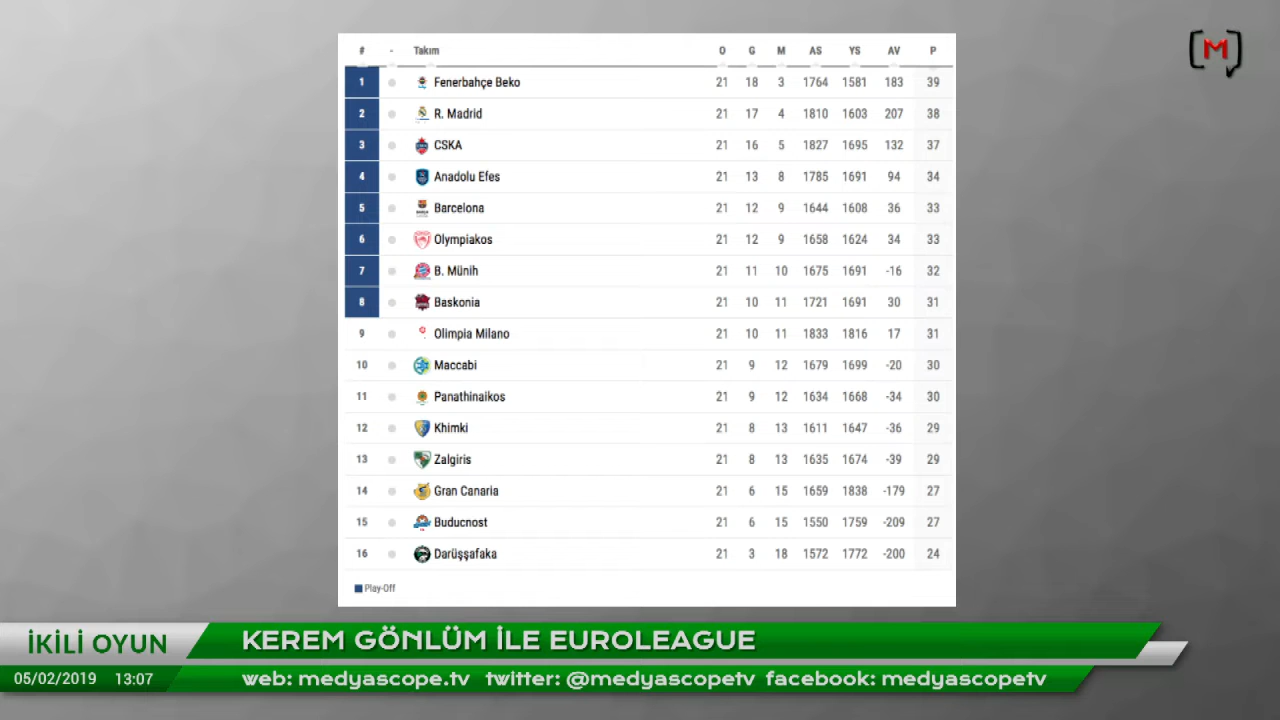 # - Takım O G M AS YS AV P
1 Fenerbahçe Beko 21 18 3 1764 1581 183 39
2 R. Madrid 21 17 4 1810 1603 207 38
3 CSKA 21 16 5 1827 1695 132 37
4 Anadolu Efes 21 13 8 1785 1691 94 34
5 Barcelona 21 12 9 1644 1608 36 33
6 Olympiakos 21 12 9 1658 1624 34 33
7 B. Münih 21 11 10 1675 1691 -16 32
8 Baskonia 21 10 11 1721 1691 30 31
9 Olimpia Milano 21 10 11 1833 1816 17 31
10 Maccabi 21 9 12 1679 1699 -20 30
11 Panathinaikos 21 9 12 1634 1668 -34 30
12 Khimki 21 8 13 1611 1647 -36 29
13 Zalgiris 21 8 13 1635 1674 -39 29
14 Gran Canaria 21 6 15 1659 1838 -179 27
15 Buducnost 21 6 15 1550 1759 -209 27
16 Darüşşafaka 21 3 18 1572 1772 -200 24
Play-Off
[M]
İKİLİ OYUN
KEREM GÖNLÜM İLE EUROLEAGUE
05/02/2019 13:07
web: medyascope.tv twitter: @medyascopetv facebook: medyascopetv